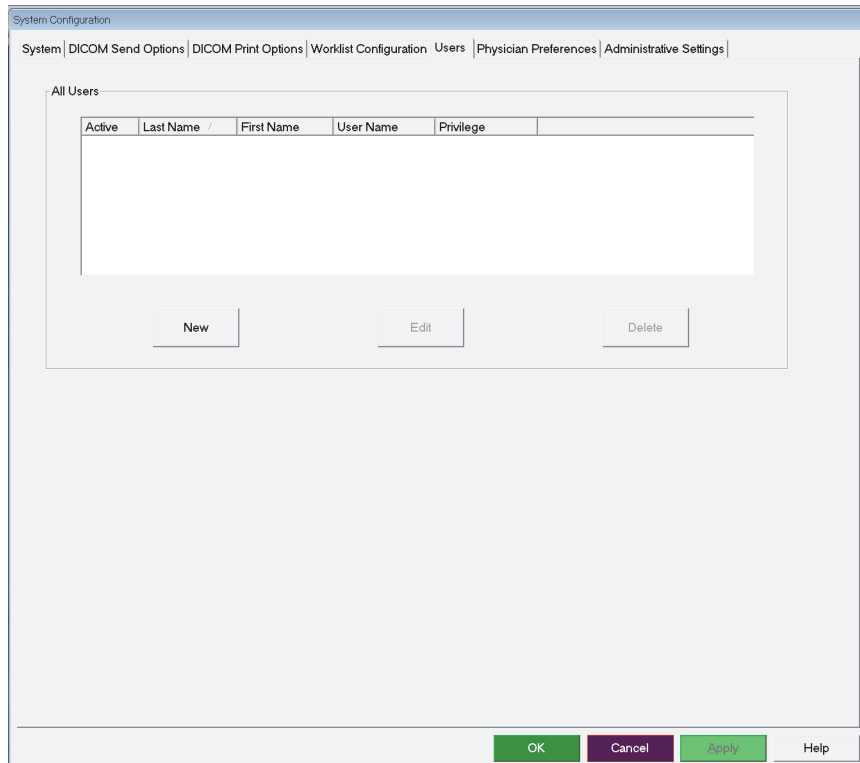 System Configuration
System DICOM Send Options DICOM Print Options Worklist Configuration Users Physician Preferences Administrative Settings
All Users
Active Last Name First Name User Name Privilege
New Edit Delete
OK Cancel Apply Help